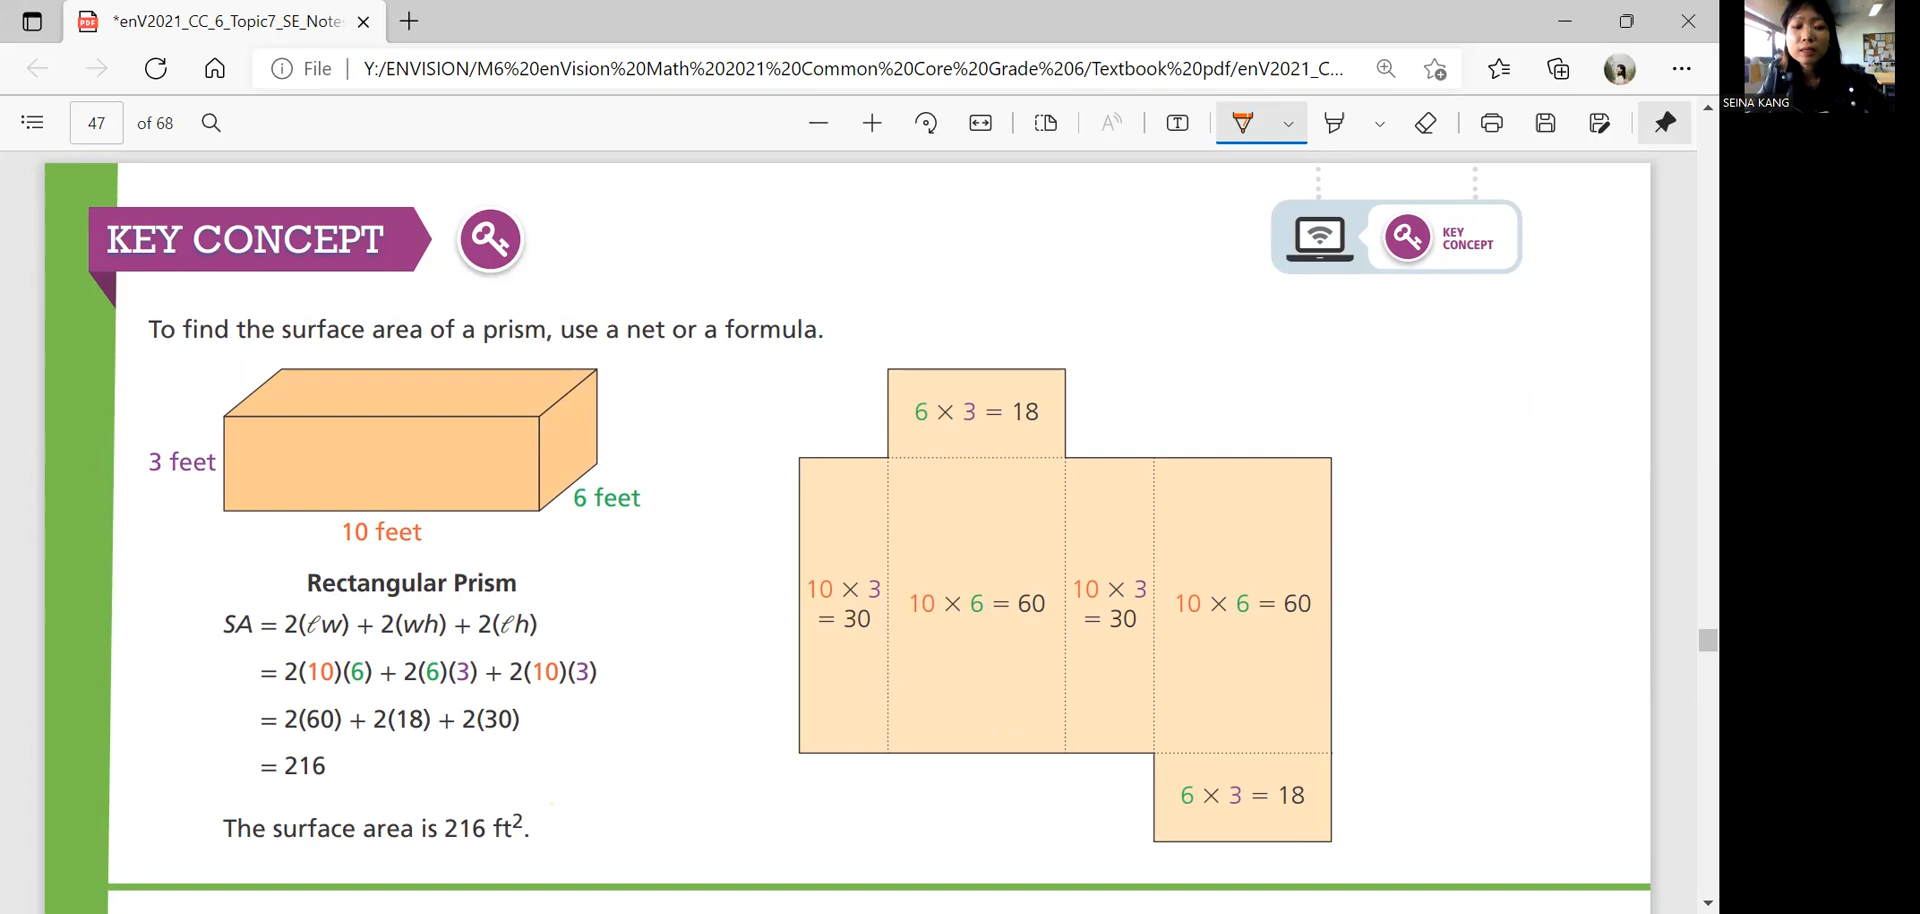 *enV2021_CC_6_Topic7_SE_Note
File
Y:/ENVISION/M6%20enVision%20Math%202021%20Common%20Core%20Grade%206/Textbook%20pdf/enV2021_C...
47 of 68
SEINA KANG
KEY CONCEPT
KEY
CONCEPT
To find the surface area of a prism, use a net or a formula.
3 feet
6 feet
10 feet
Rectangular Prism
SA = 2(ℓw) + 2(wh) + 2(ℓh)
= 2(10)(6) + 2(6)(3) + 2(10)(3)
= 2(60) + 2(18) + 2(30)
= 216
The surface area is 216 ft².
6 × 3 = 18
10 × 3
= 30
10 × 6 = 60
10 × 3
= 30
10 × 6 = 60
6 × 3 = 18